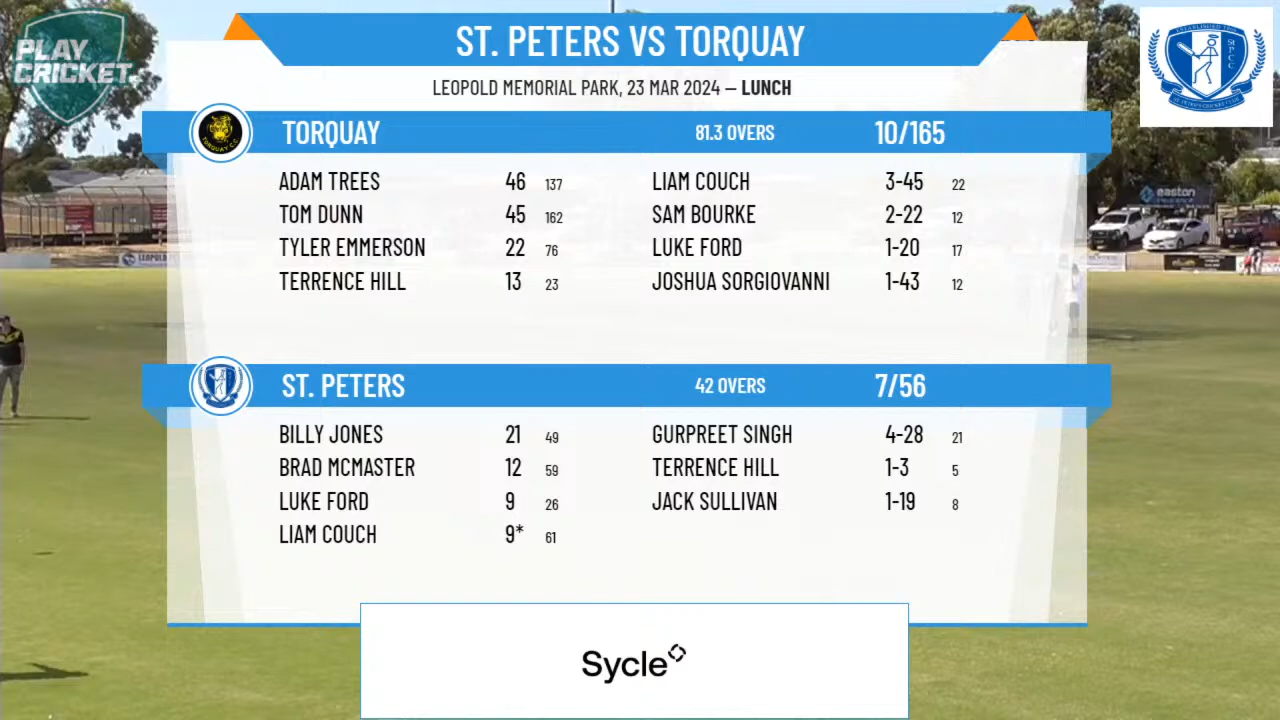 PLAY
CRICKET
ST. PETERS VS TORQUAY
LEOPOLD MEMORIAL PARK, 23 MAR 2024 – LUNCH
TORQUAY 81.3 OVERS 10/165
ADAM TREES 46 137 LIAM COUCH 3-45 22
TOM DUNN 45 162 SAM BOURKE 2-22 12
TYLER EMMERSON 22 76 LUKE FORD 1-20 17
TERRENCE HILL 13 23 JOSHUA SORGIOVANNI 1-43 12
ST. PETERS 42 OVERS 7/56
BILLY JONES 21 49 GURPREET SINGH 4-28 21
BRAD MCMASTER 12 59 TERRENCE HILL 1-3 5
LUKE FORD 9 26 JACK SULLIVAN 1-19 8
LIAM COUCH 9* 61
Sycle
easton